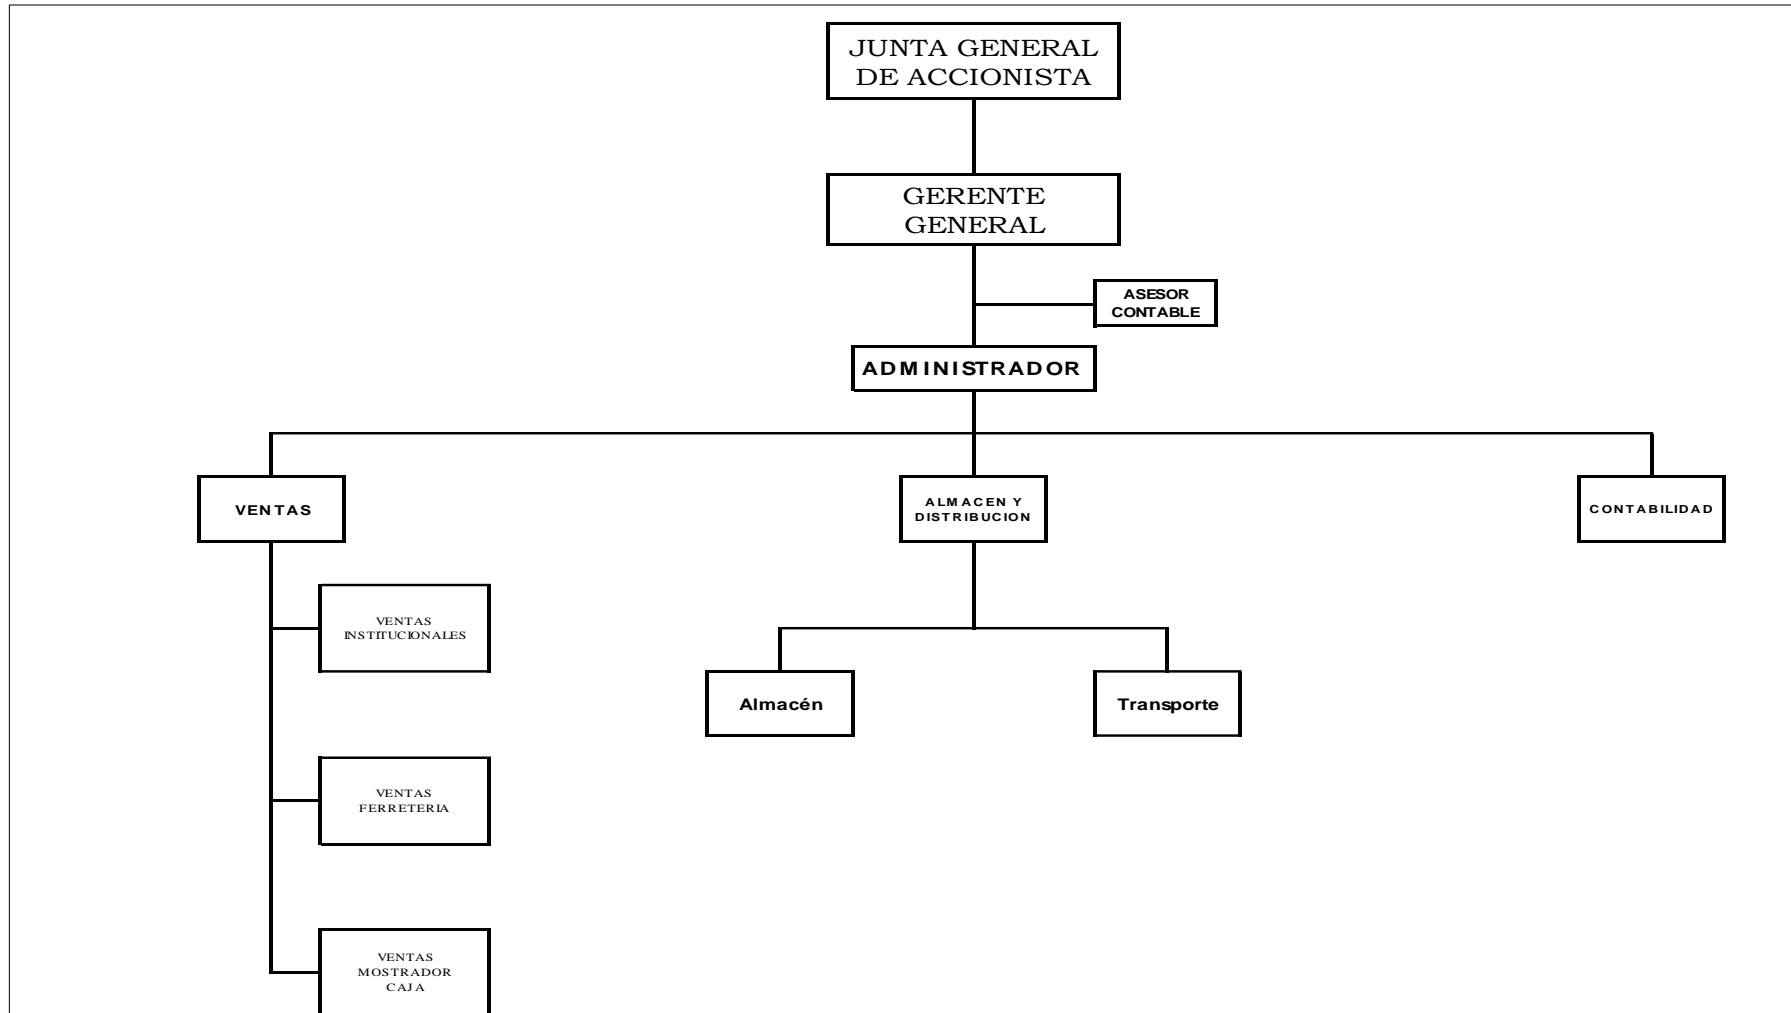 JUNTA GENERAL
DE ACCIONISTA
GERENTE
GENERAL
ASESOR
CONTABLE
ADMINISTRADOR
VENTAS
ALMACEN Y
DISTRIBUCION
CONTABILIDAD
VENTAS
INSTITUCIONALES
Almacén
Transporte
VENTAS
FERRETERIA
VENTAS
MOSTRADOR
CAJA